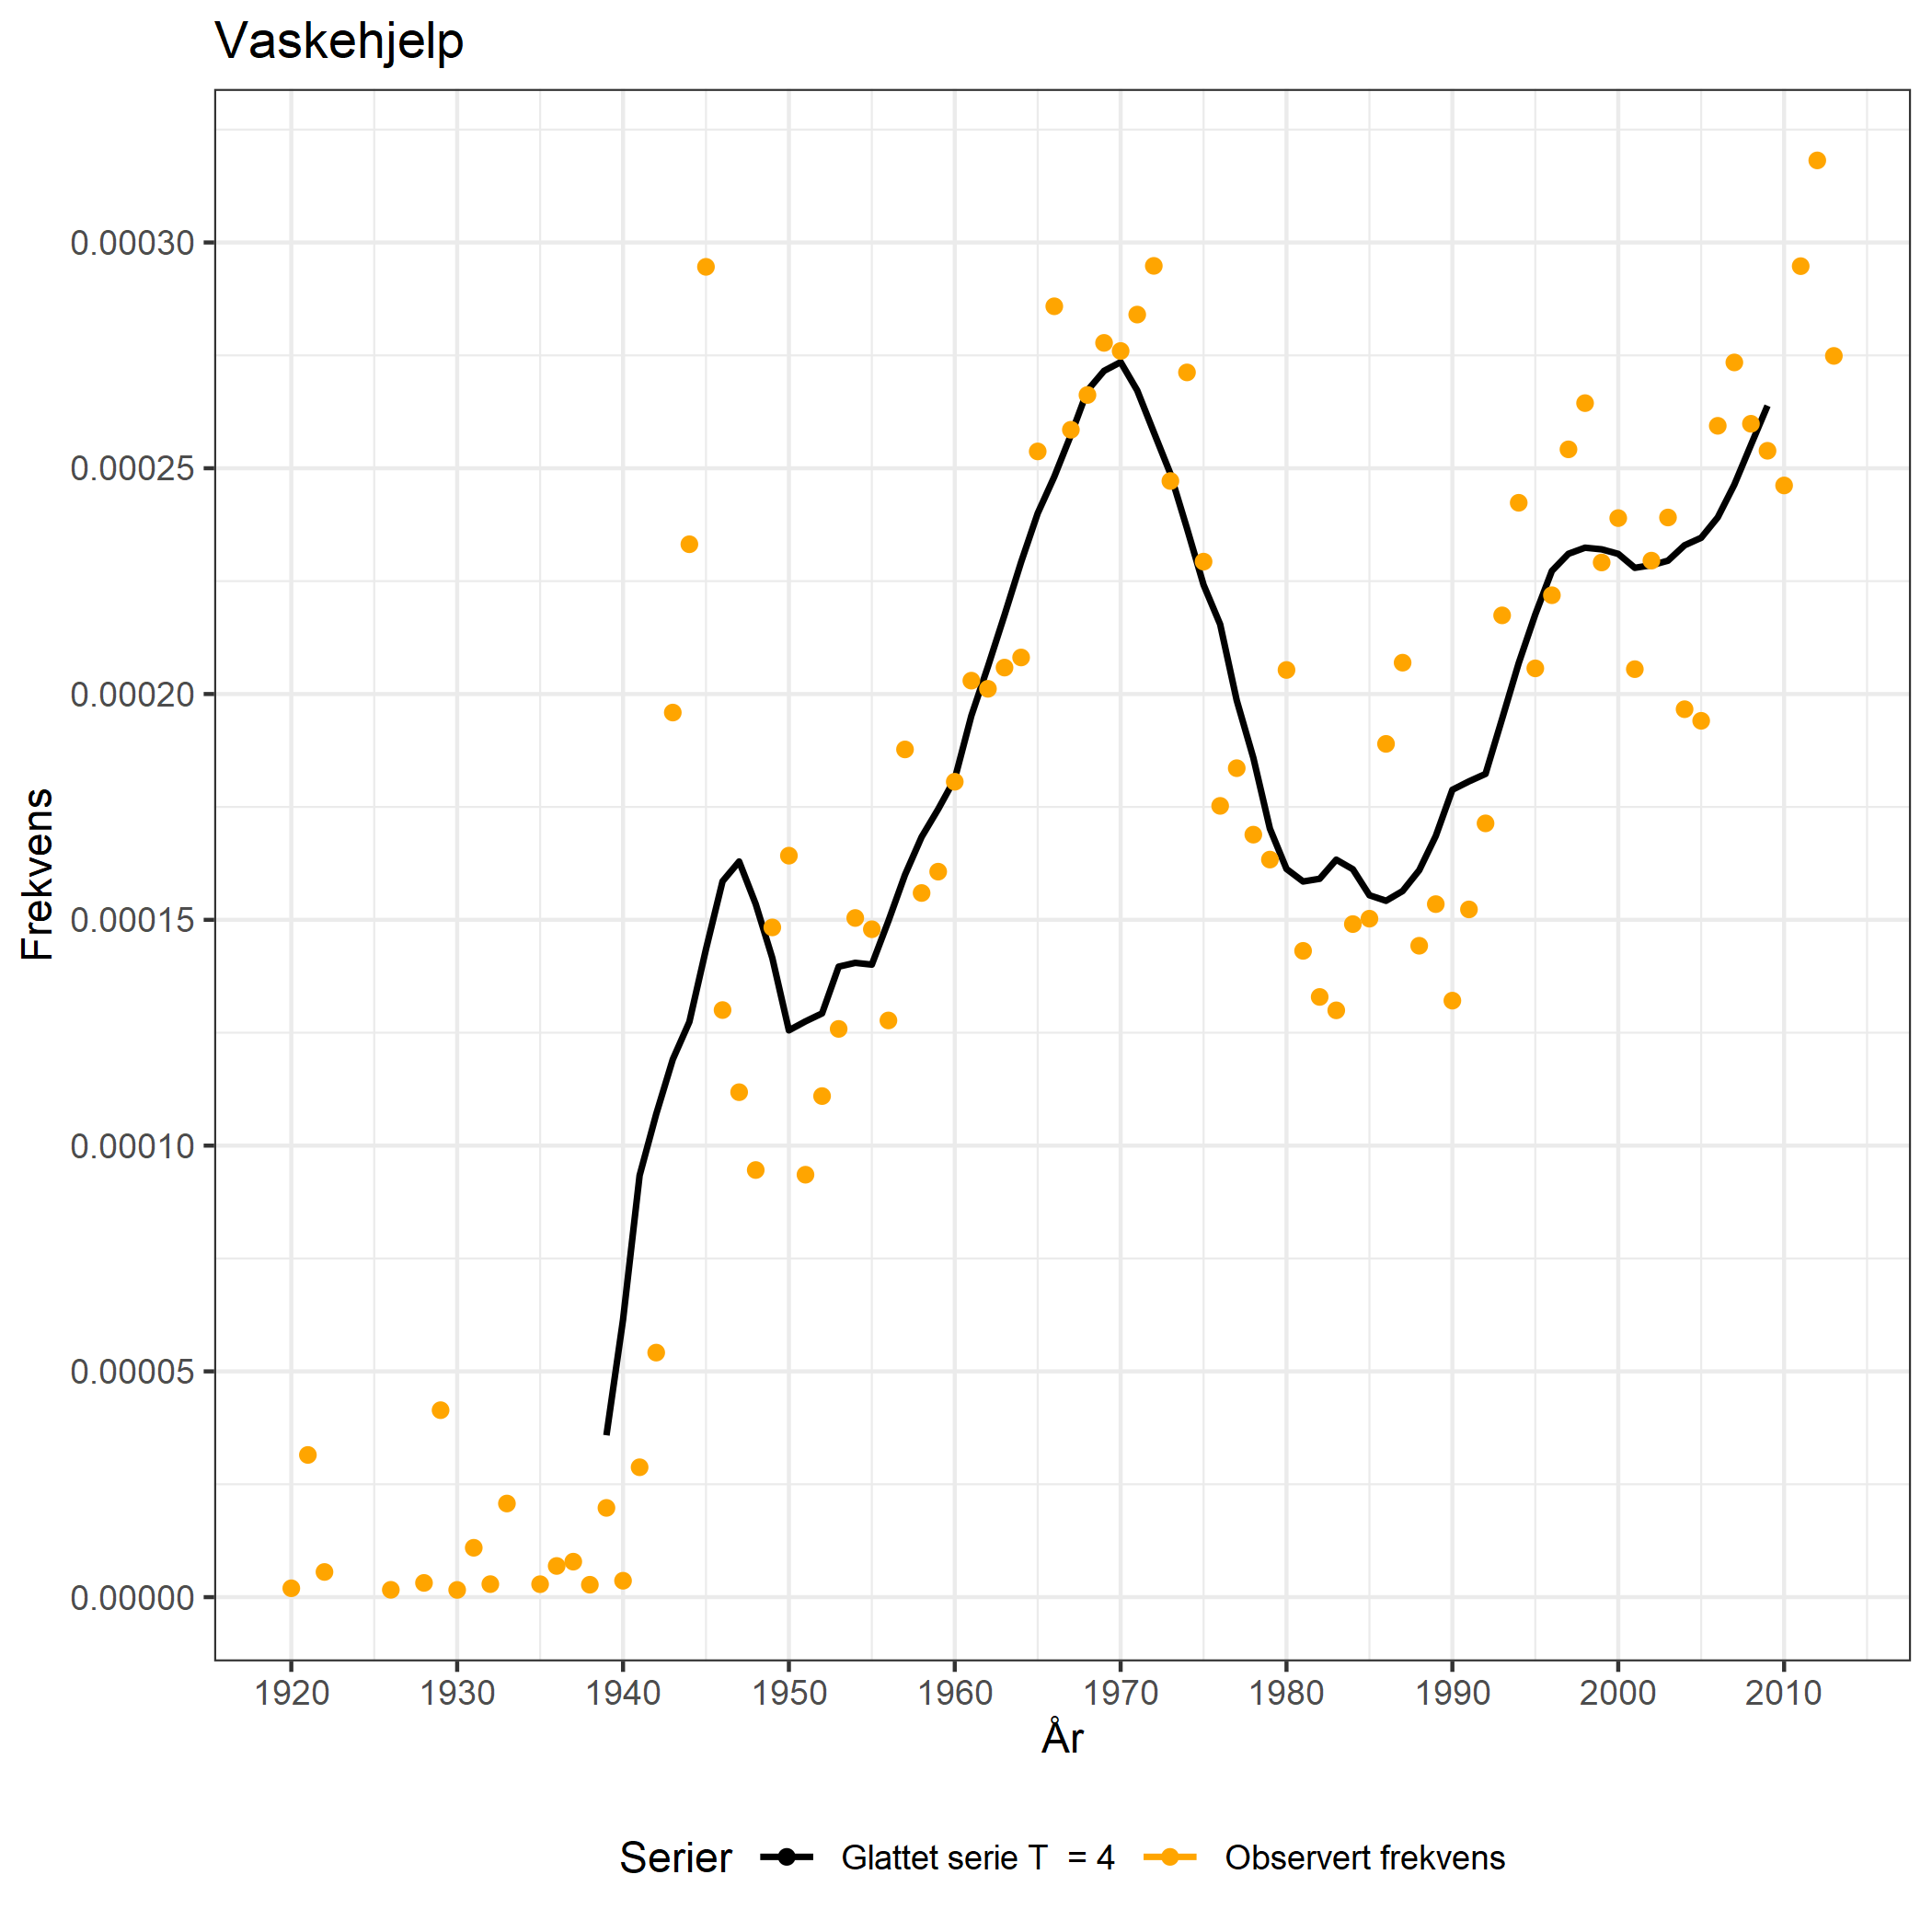 Vaskehjelp
Frekvens
0.00030
0.00025
0.00020
0.00015
0.00010
0.00005
0.00000
1920 1930 1940 1950 1960 1970 1980 1990 2000 2010
År
Serier Glattet serie T = 4 Observert frekvens